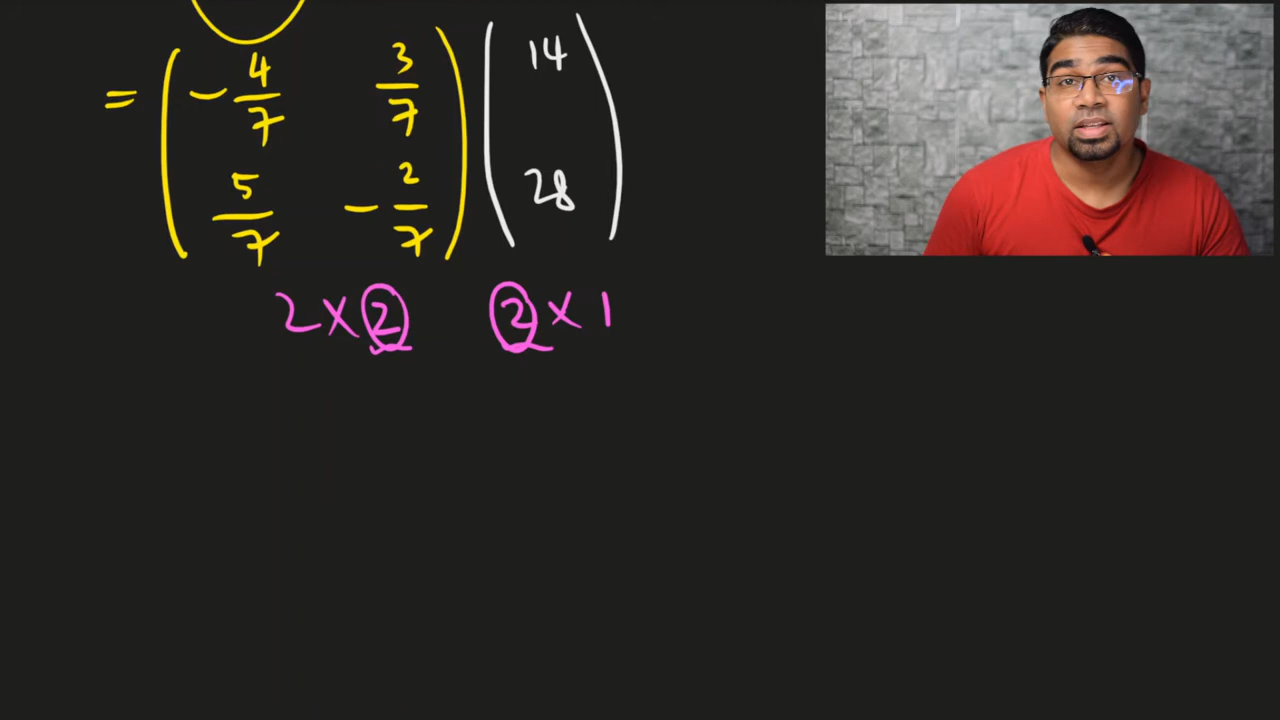 = ( -4/7 3/7 ) ( 14 )
( 5/7 -2/7 ) ( 28 )
2 × 2 2 × 1